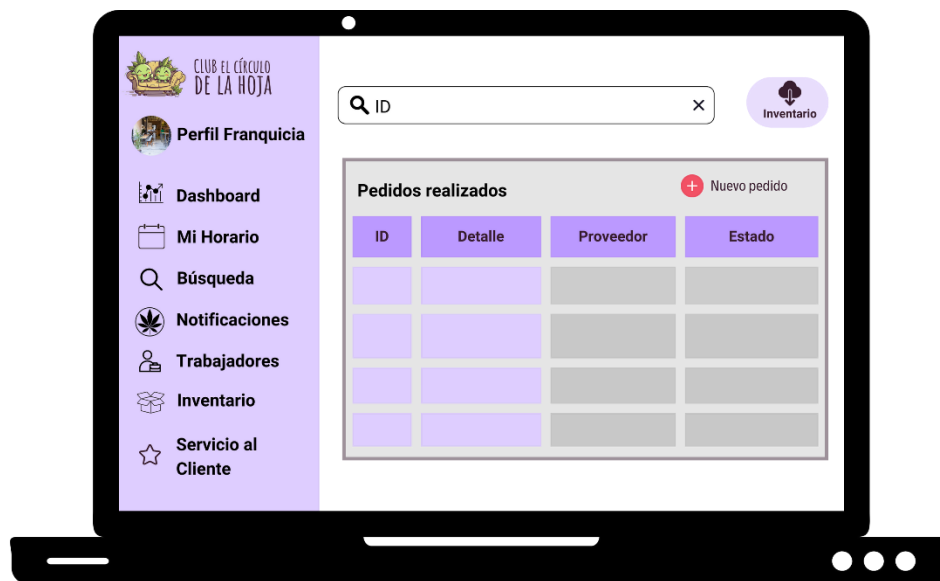 CLUB EL CÍRCULO
DE LA HOJA
Perfil Franquicia
Dashboard
Mi Horario
Búsqueda
Notificaciones
Trabajadores
Inventario
Servicio al
Cliente
ID
Inventario
Pedidos realizados
Nuevo pedido
ID Detalle Proveedor Estado